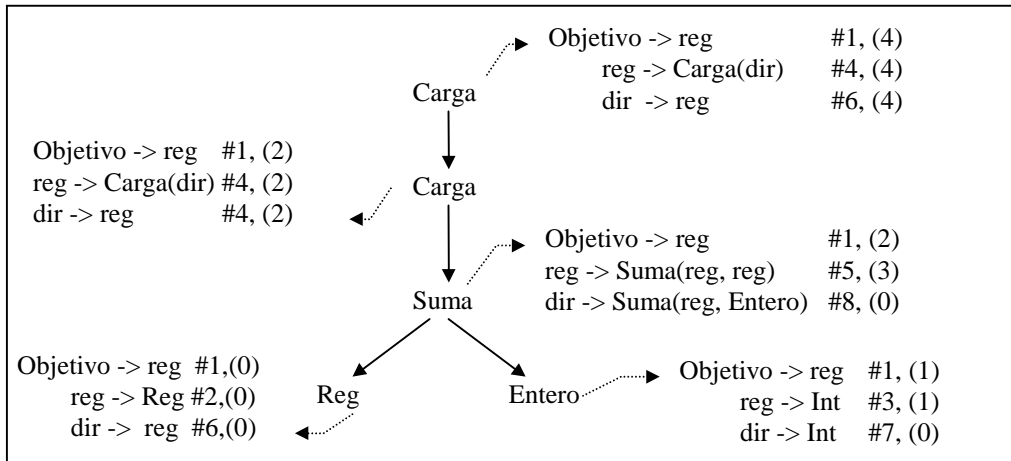 Objetivo -> reg #1, (4)
reg -> Carga(dir) #4, (4)
dir -> reg #6, (4)
Carga
Objetivo -> reg #1, (2)
reg -> Carga(dir) #4, (2)
dir -> reg #4, (2)
Carga
Objetivo -> reg #1, (2)
reg -> Suma(reg, reg) #5, (3)
dir -> Suma(reg, Entero) #8, (0)
Suma
Objetivo -> reg #1,(0)
reg -> Reg #2,(0)
dir -> reg #6,(0)
Reg
Entero
Objetivo -> reg #1, (1)
reg -> Int #3, (1)
dir -> Int #7, (0)